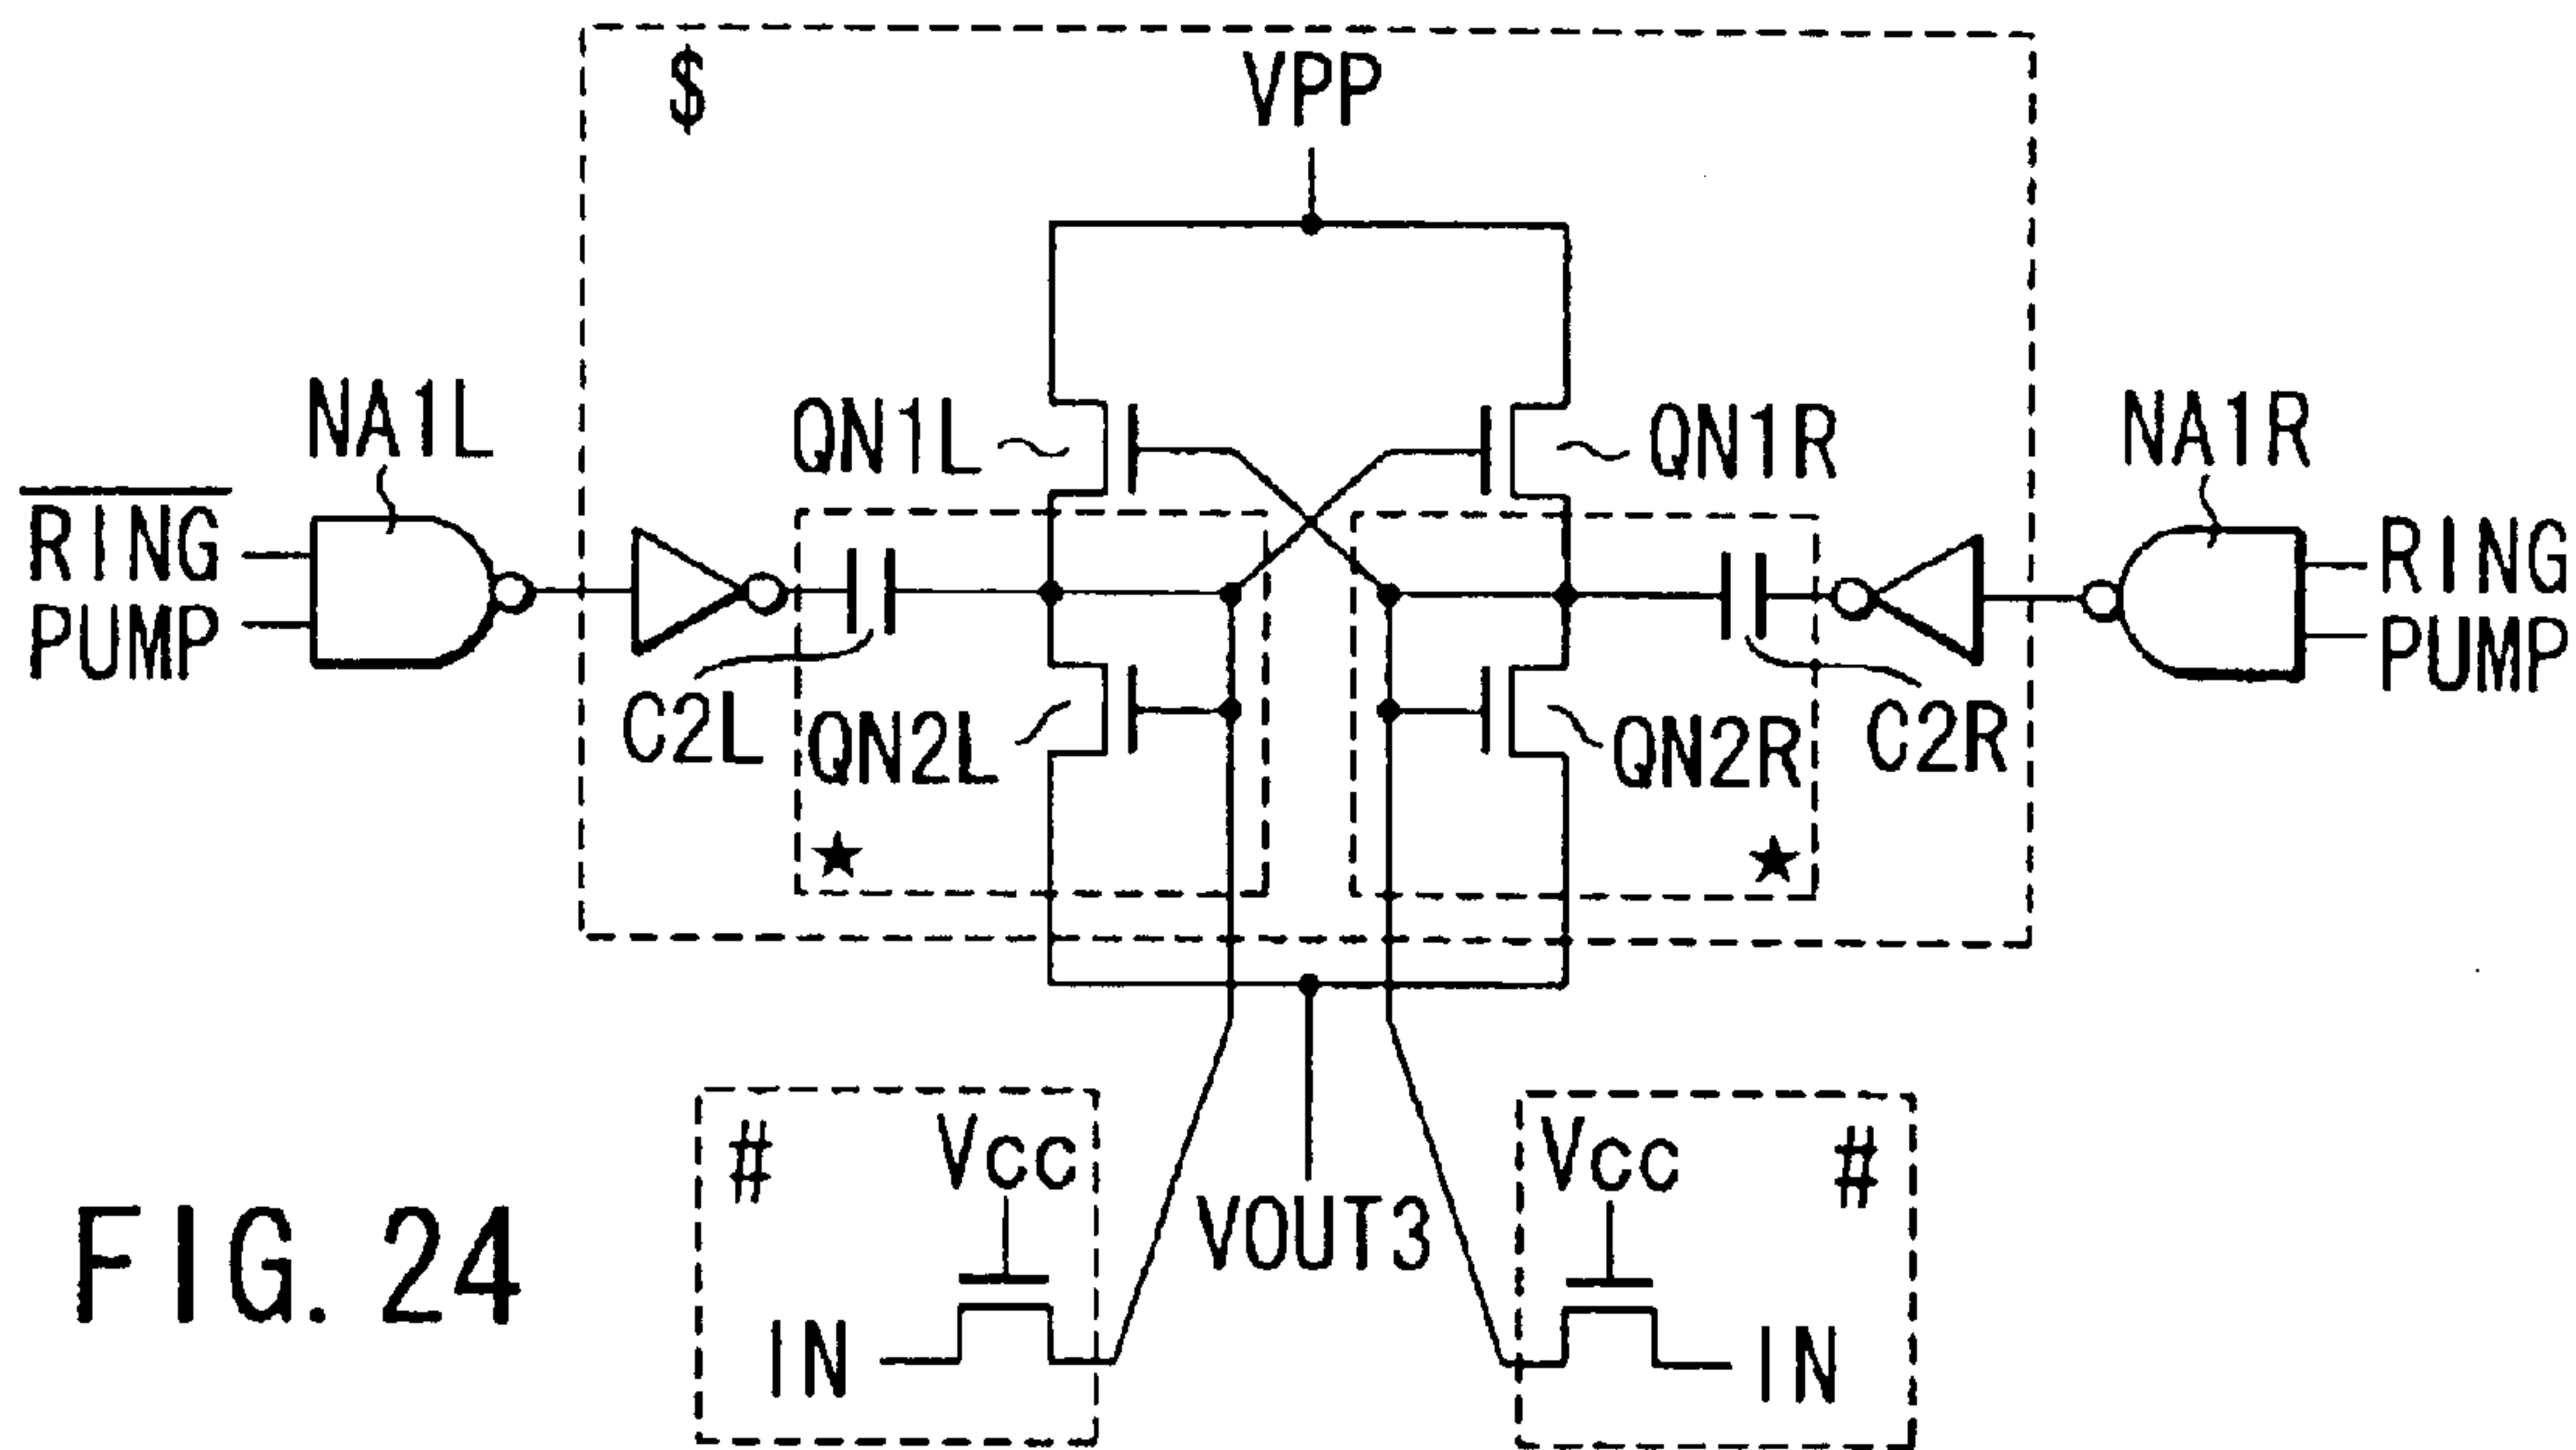 $
VPP
NA1L
QN1L
QN1R
NA1R
RING
PUMP
RING
PUMP
C2L
QN2L
QN2R
C2R
★
★
#
Vcc
Vcc
#
VOUT3
IN
IN
FIG. 24